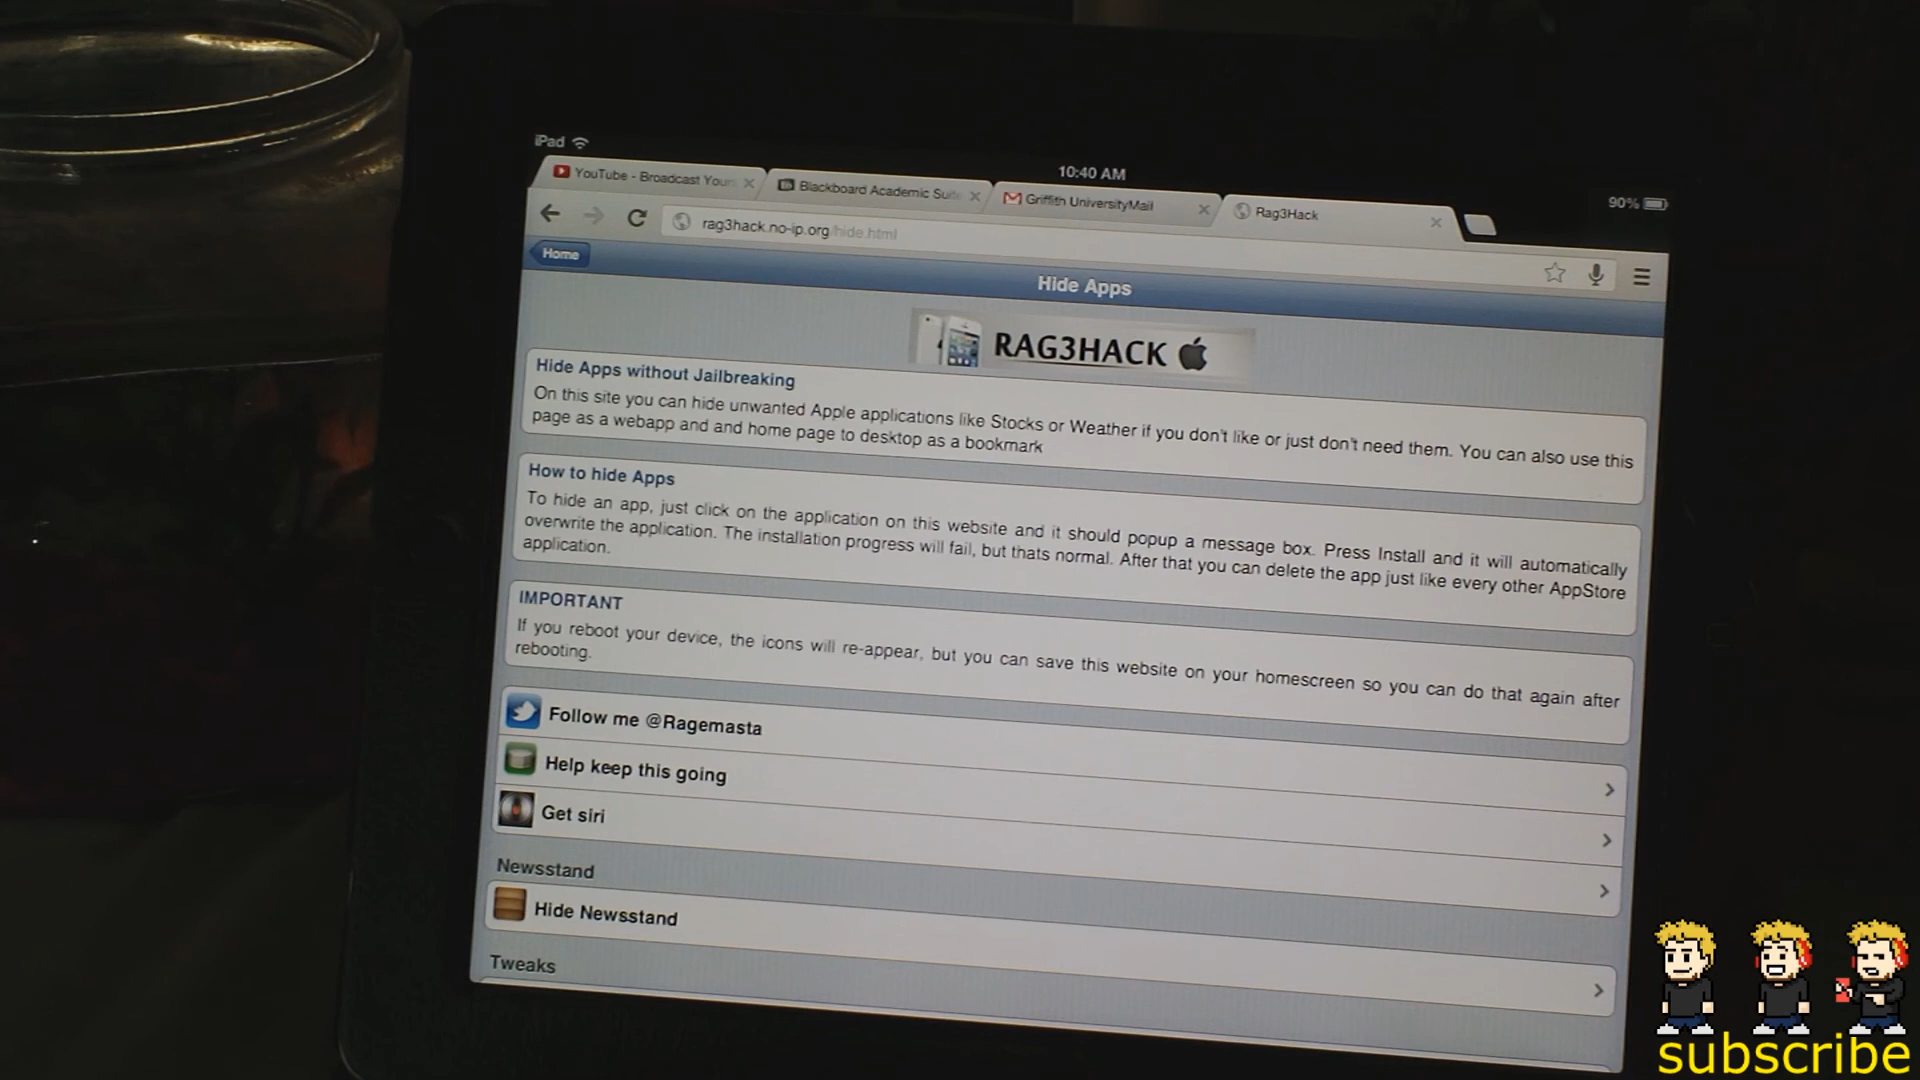 iPad
10:40 AM
90%
YouTube - Broadcast Your
Blackboard Academic Suit
Griffith UniversityMail
Rag3Hack
rag3hack.no-ip.org/hide.html
Home
Hide Apps
RAG3HACK
Hide Apps without Jailbreaking
On this site you can hide unwanted Apple applications like Stocks or Weather if you don't like or just don't need them. You can also use this
page as a webapp and and home page to desktop as a bookmark
How to hide Apps
To hide an app, just click on the application on this website and it should popup a message box. Press Install and it will automatically
overwrite the application. The installation progress will fail, but thats normal. After that you can delete the app just like every other AppStore
application.
IMPORTANT
If you reboot your device, the icons will re-appear, but you can save this website on your homescreen so you can do that again after
rebooting.
Follow me @Ragemasta
Help keep this going
Get siri
Newsstand
Hide Newsstand
Tweaks
subscribe